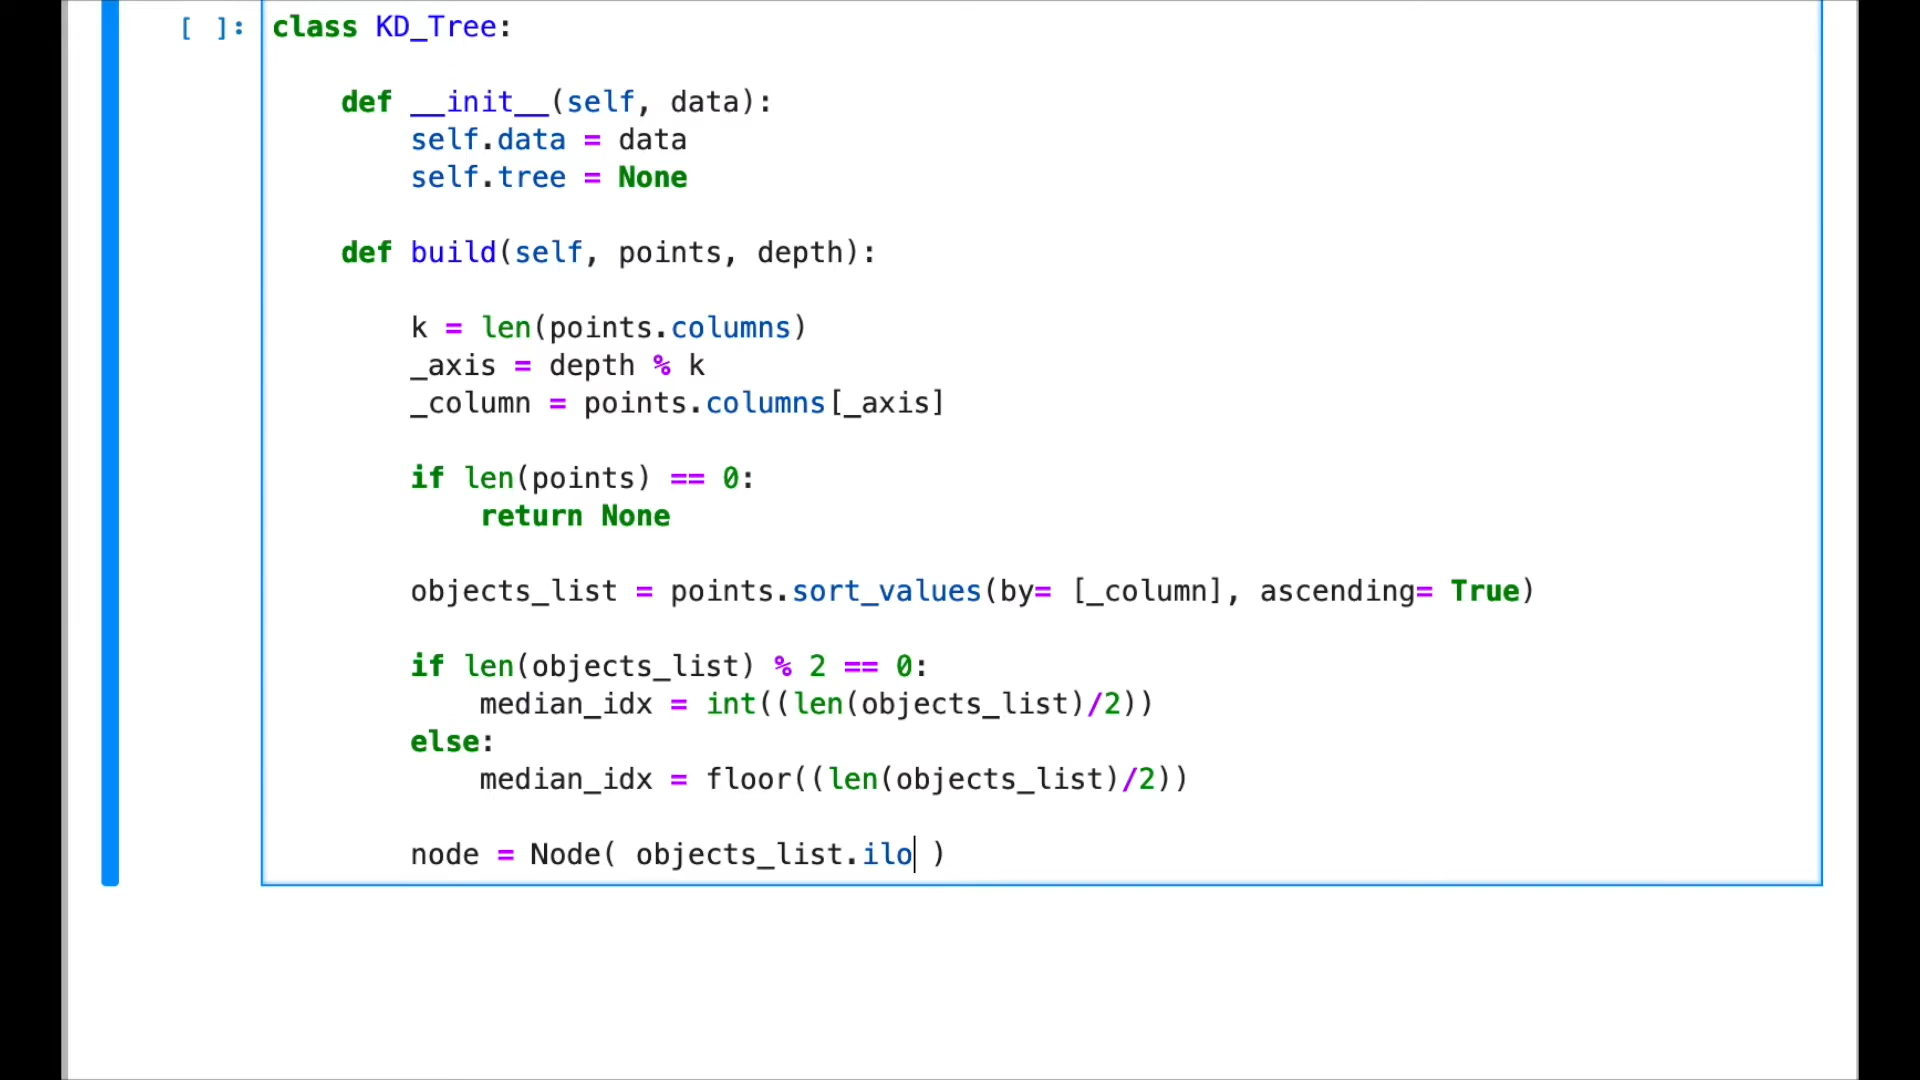 [ ]: class KD_Tree:
def __init__(self, data):
self.data = data
self.tree = None
def build(self, points, depth):
k = len(points.columns)
_axis = depth % k
_column = points.columns[_axis]
if len(points) == 0:
return None
objects_list = points.sort_values(by= [_column], ascending= True)
if len(objects_list) % 2 == 0:
median_idx = int((len(objects_list)/2))
else:
median_idx = floor((len(objects_list)/2))
node = Node( objects_list.ilo )